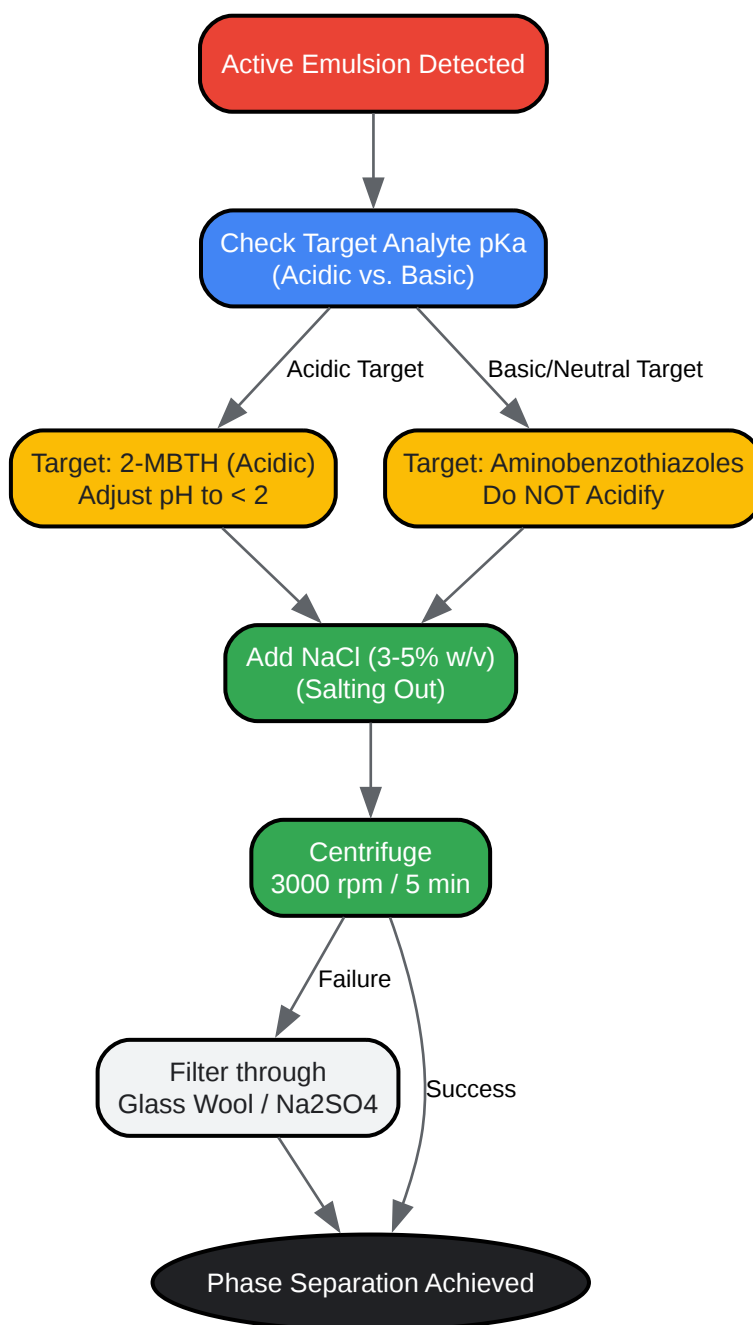 Active Emulsion Detected
Check Target Analyte pKa
(Acidic vs. Basic)
Acidic Target
Basic/Neutral Target
Target: 2-MBTH (Acidic)
Adjust pH to < 2
Target: Aminobenzothiazoles
Do NOT Acidify
Add NaCl (3-5% w/v)
(Salting Out)
Centrifuge
3000 rpm / 5 min
Failure
Filter through
Glass Wool / Na2SO4
Success
Phase Separation Achieved